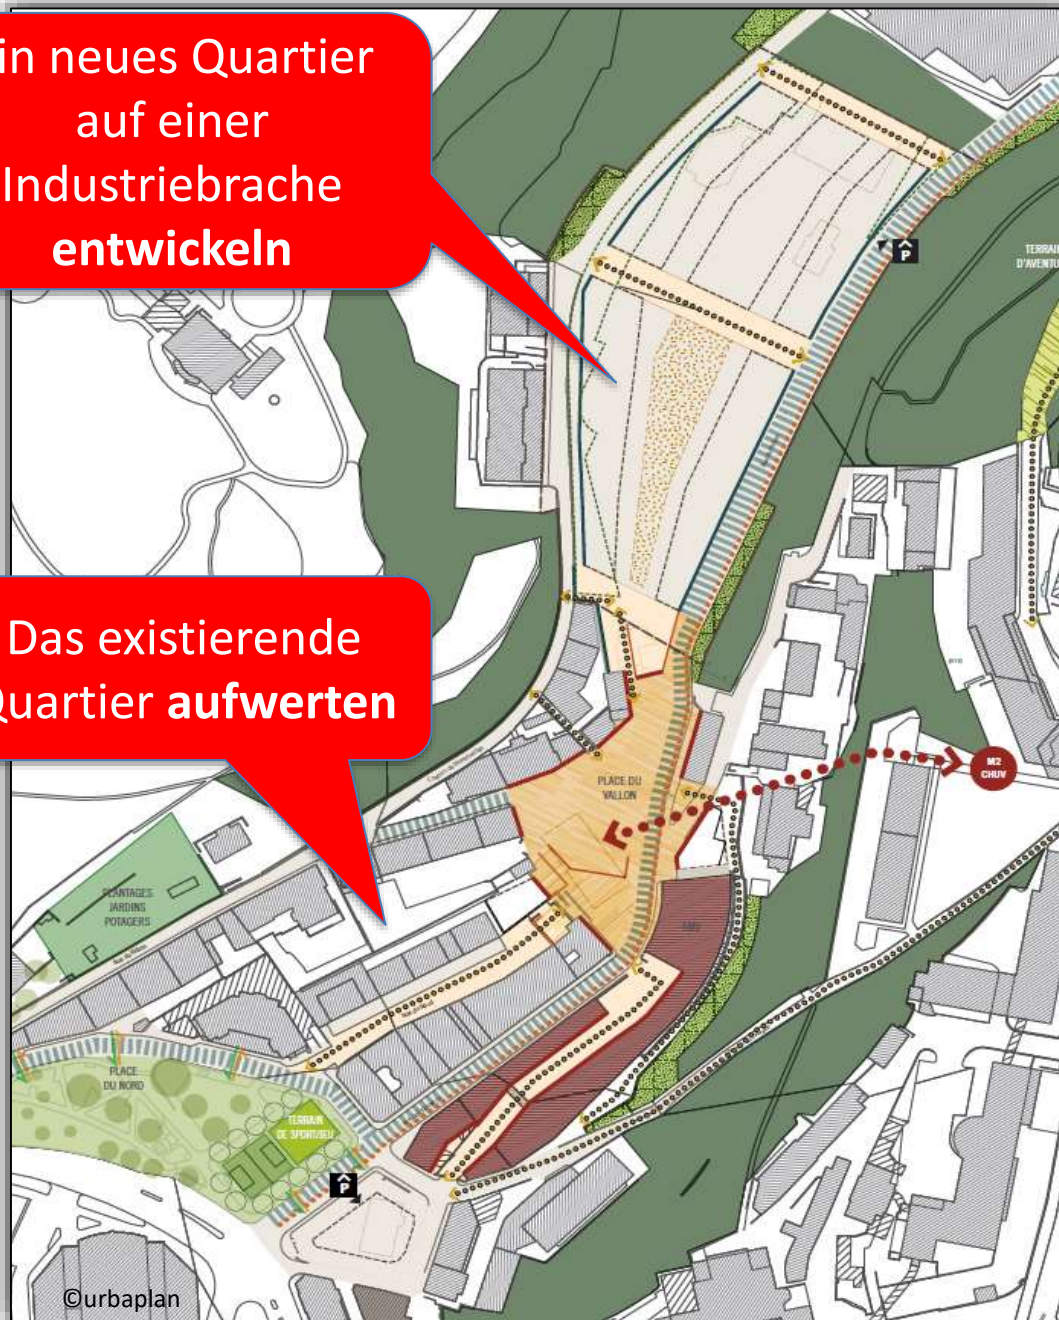 in neues Quartier
auf einer
Industriebrache
entwickeln
P
TERRAIN
D'AVENTU
Das existierende
Quartier aufwerten
PLACE DU
VALLON
M2
CHUV
PLANTAGES
JARDINS
POTAGERS
PLACE
DU NORD
TERRAIN
DE SPORT/JEU
P
©urbaplan